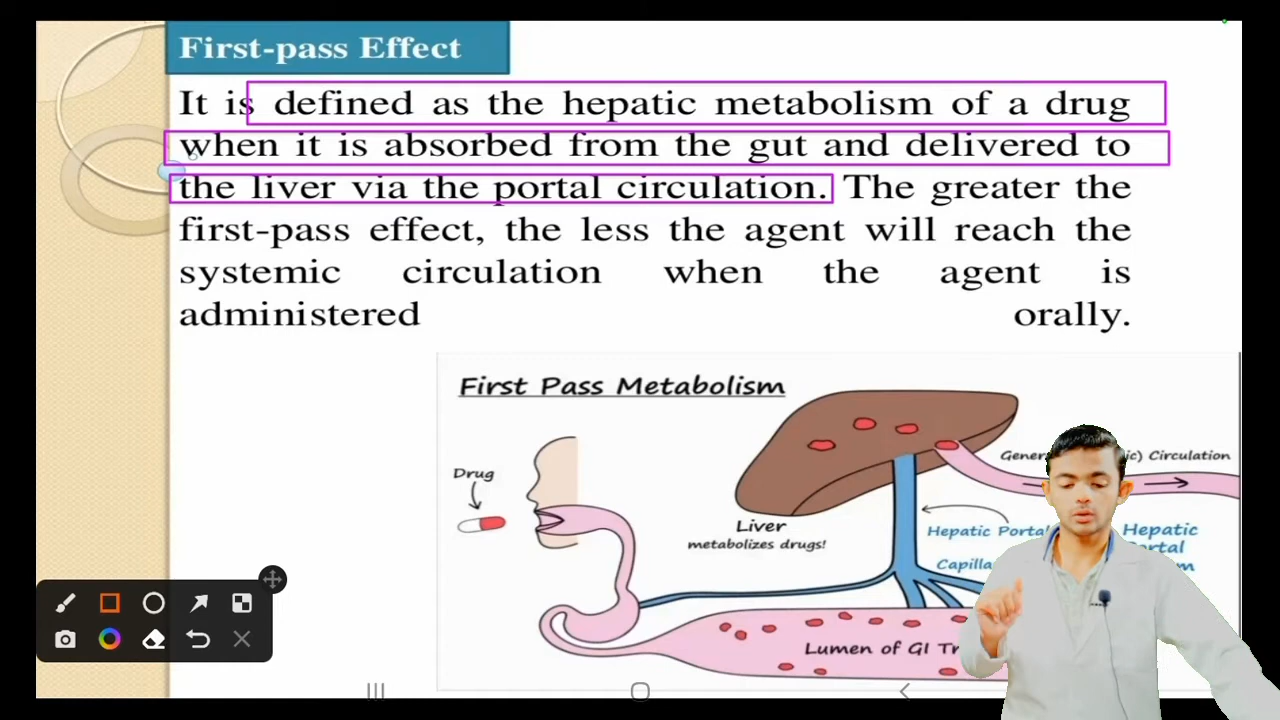 First-pass Effect
It is defined as the hepatic metabolism of a drug
when it is absorbed from the gut and delivered to
the liver via the portal circulation. The greater the
first-pass effect, the less the agent will reach the
systemic circulation when the agent is
administered orally.
First Pass Metabolism
Drug
Liver
metabolizes drugs!
Circulation
Hepatic Portal
Hepatic
Lumen of GI